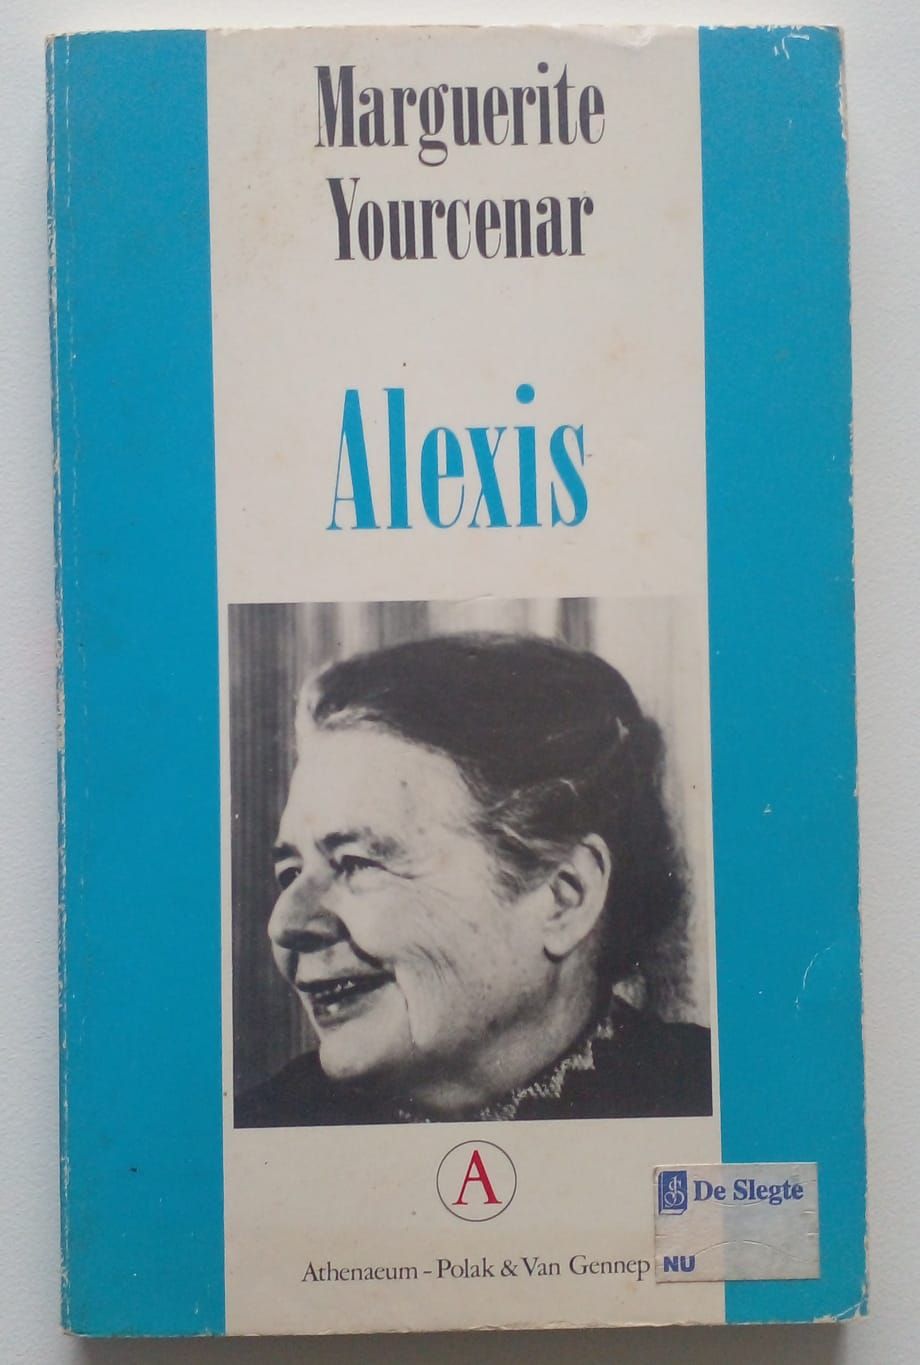 Marguerite
Yourcenar
Alexis
A
Athenaeum – Polak & Van Gennep
De Slegte
NU